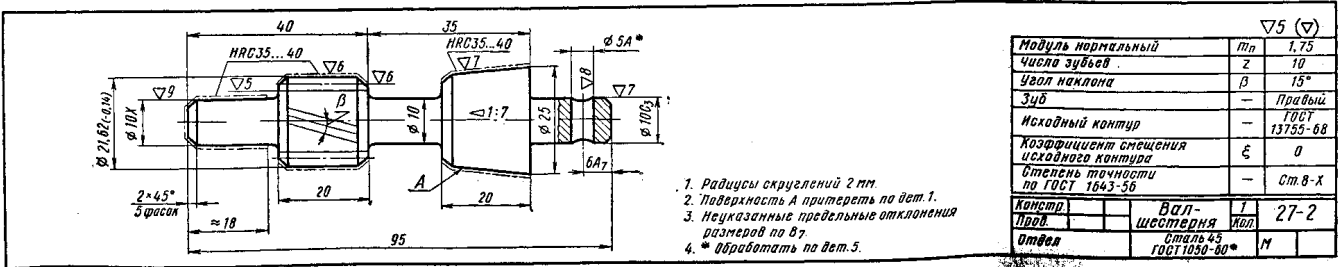 40
35
HRC35...40
HRC35...40
⌀5A*
▽9
▽5
▽6
▽6
▽7
▽8
▽7
⌀21,62(-0,14)
⌀10X
β
⌀10
◁1:7
⌀25
⌀10C₃
6A₇
А
2×45°
5 фасок
20
20
≈18
95
1. Радиусы скруглений 2 мм.
2. Поверхность А притереть по дет. 1.
3. Неуказанные предельные отклонения
размеров по В₇.
4. * Обработать по дет. 5.
▽5 (▽)
Модуль нормальный mn 1,75
Число зубьев z 10
Угол наклона β 15°
Зуб — Правый
Исходный контур — ГОСТ 13755-68
Коэффициент смещения
исходного контура ξ 0
Степень точности
по ГОСТ 1643-56 — Ст. 8-X
Констр. Вал- 1 27-2
Пров. шестерня Кол.
Отдел Сталь 45 М
ГОСТ 1050-60*